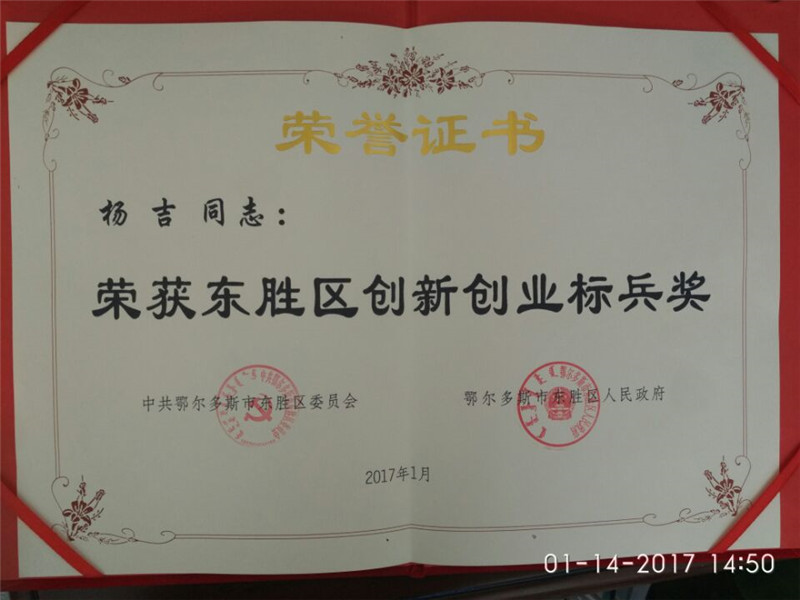 荣誉证书
杨吉同志：
荣获东胜区创新创业标兵奖
中共鄂尔多斯市东胜区委员会
鄂尔多斯市东胜区人民政府
2017年1月
01-14-2017 14:50